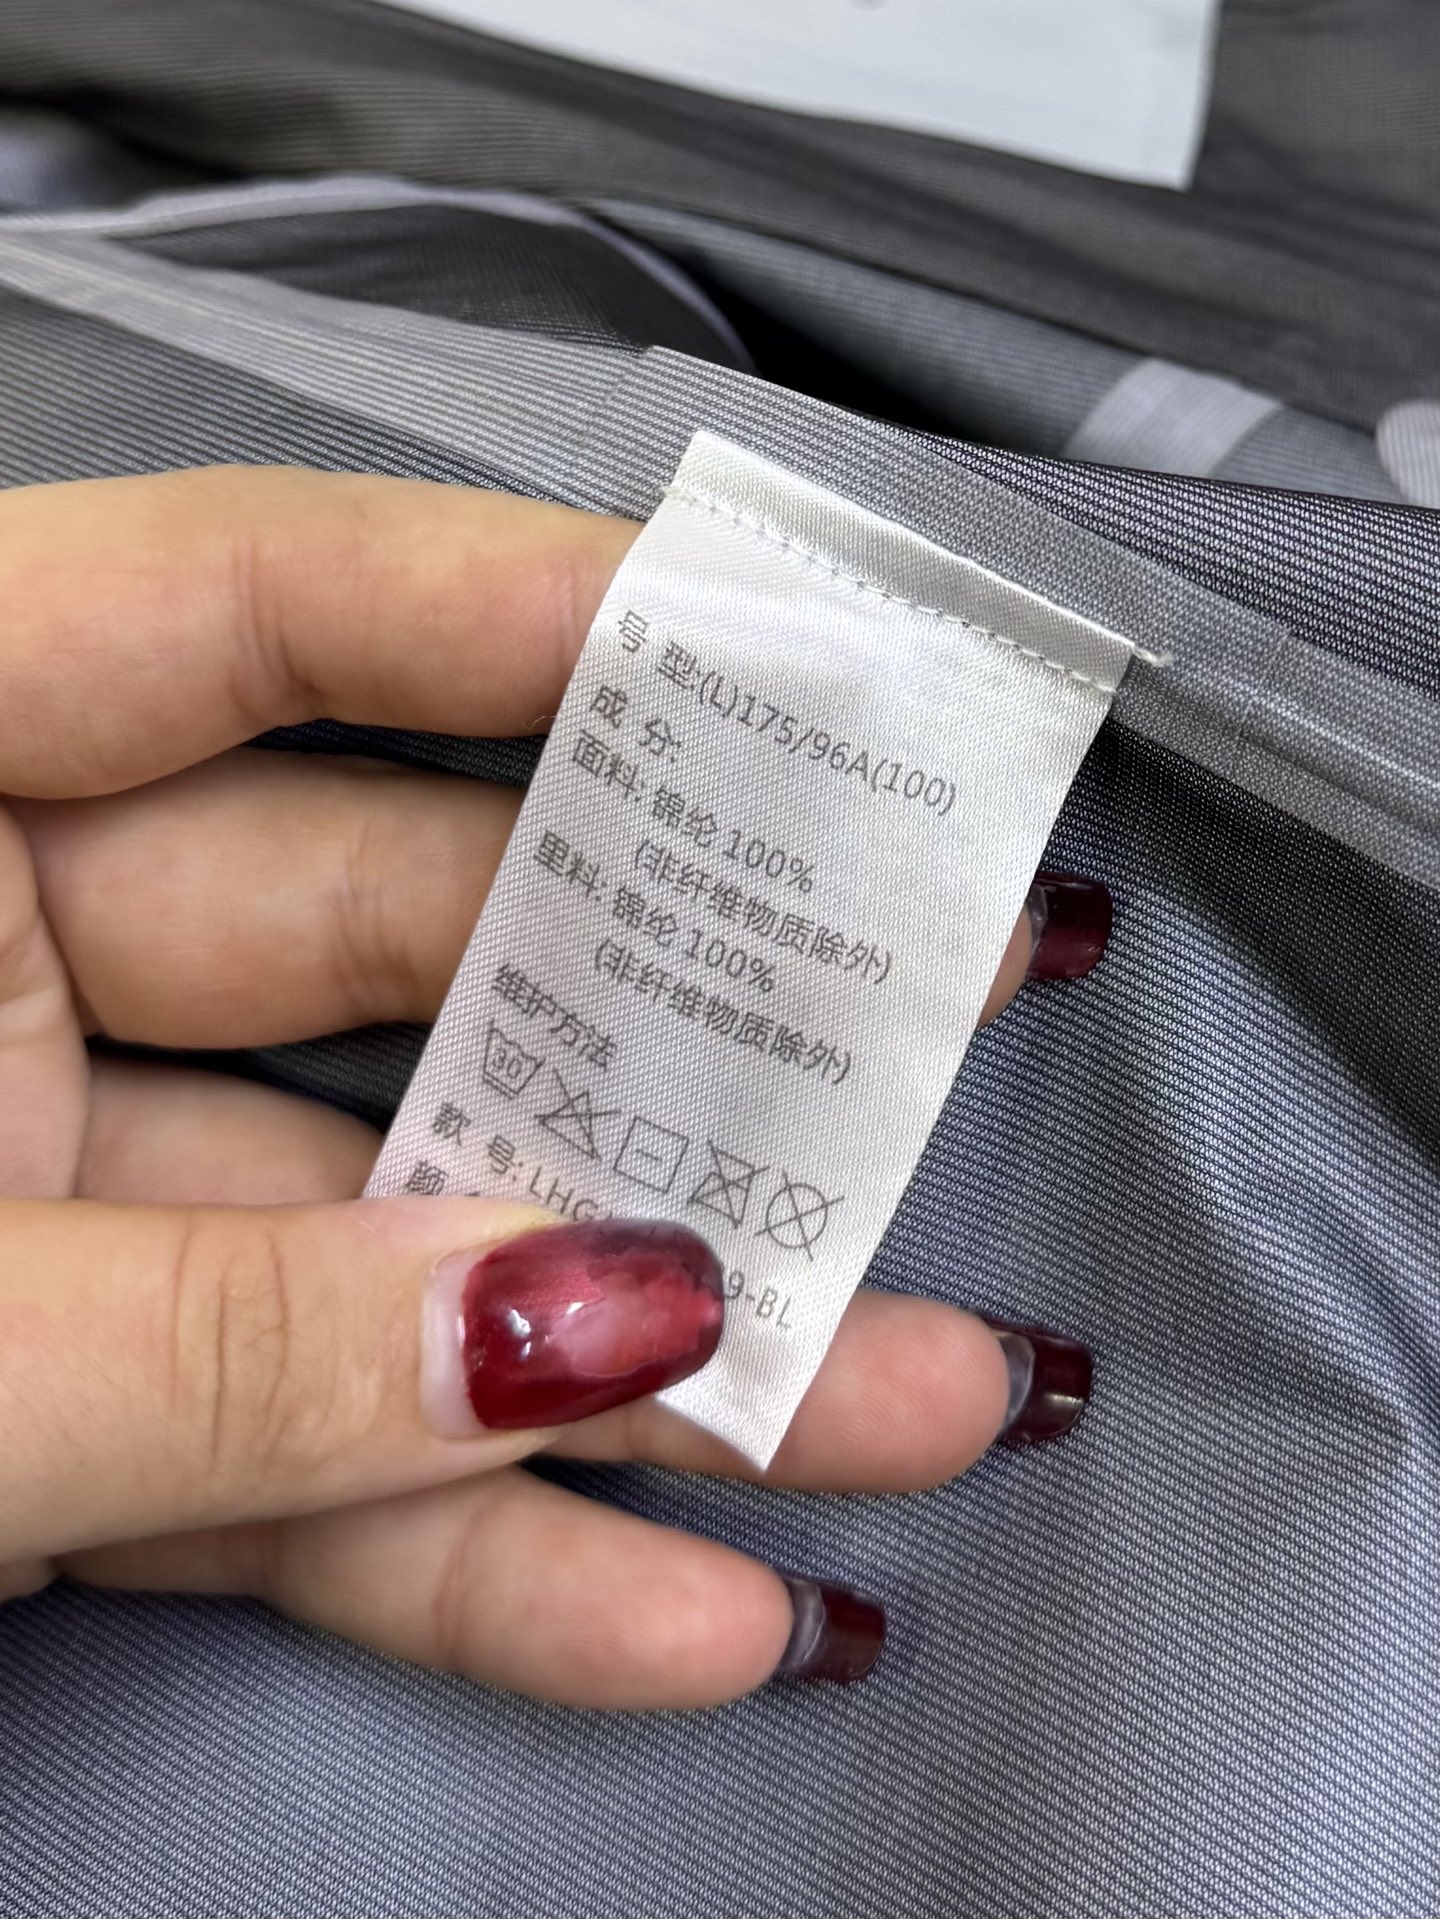 号 型:(L)175/96A(100)
成 分:
面料: 锦纶 100%
(非纤维物质除外)
里料: 锦纶 100%
(非纤维物质除外)
维护方法
30
款 号: LHG
颜
9-BL